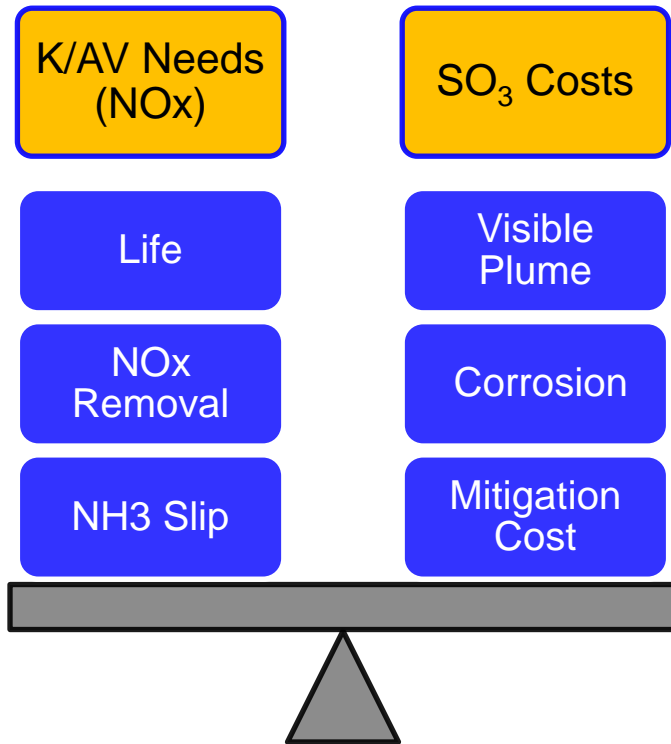 K/AV Needs
(NOx)
Life
NOx
Removal
NH3 Slip
SO₃ Costs
Visible
Plume
Corrosion
Mitigation
Cost